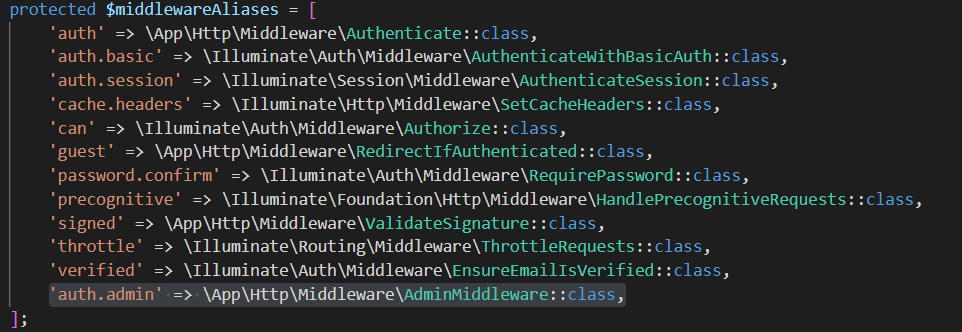 protected $middlewareAliases = [
'auth' => \App\Http\Middleware\Authenticate::class,
'auth.basic' => \Illuminate\Auth\Middleware\AuthenticateWithBasicAuth::class,
'auth.session' => \Illuminate\Session\Middleware\AuthenticateSession::class,
'cache.headers' => \Illuminate\Http\Middleware\SetCacheHeaders::class,
'can' => \Illuminate\Auth\Middleware\Authorize::class,
'guest' => \App\Http\Middleware\RedirectIfAuthenticated::class,
'password.confirm' => \Illuminate\Auth\Middleware\RequirePassword::class,
'precognitive' => \Illuminate\Foundation\Http\Middleware\HandlePrecognitiveRequests::class,
'signed' => \App\Http\Middleware\ValidateSignature::class,
'throttle' => \Illuminate\Routing\Middleware\ThrottleRequests::class,
'verified' => \Illuminate\Auth\Middleware\EnsureEmailIsVerified::class,
'auth.admin' => \App\Http\Middleware\AdminMiddleware::class,
];